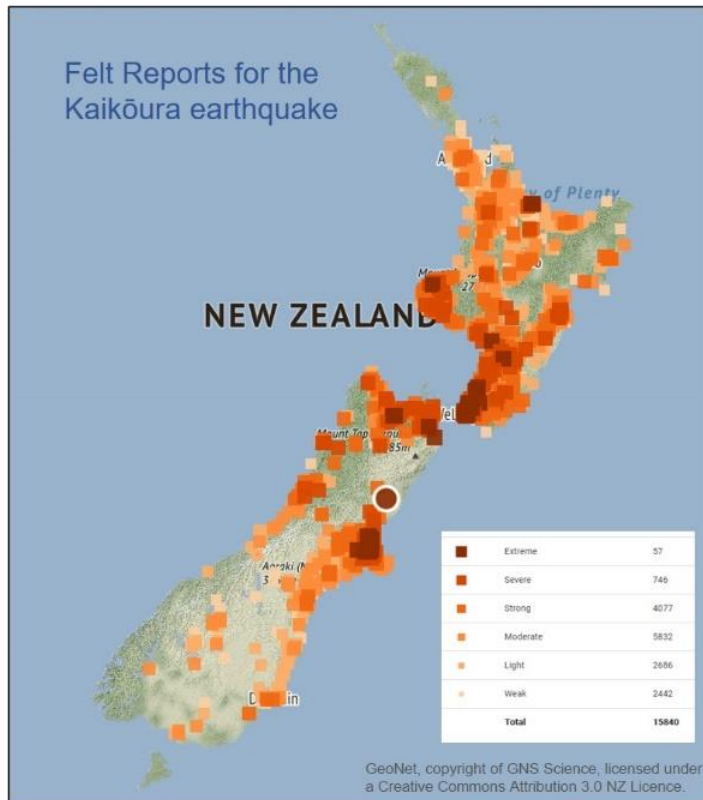 Felt Reports for the
Kaikōura earthquake
of Plenty
NEW ZEALAND
Extreme 57
Severe 746
Strong 4077
Moderate 5832
Light 2686
Weak 2442
Total 15840
GeoNet, copyright of GNS Science, licensed under
a Creative Commons Attribution 3.0 NZ Licence.